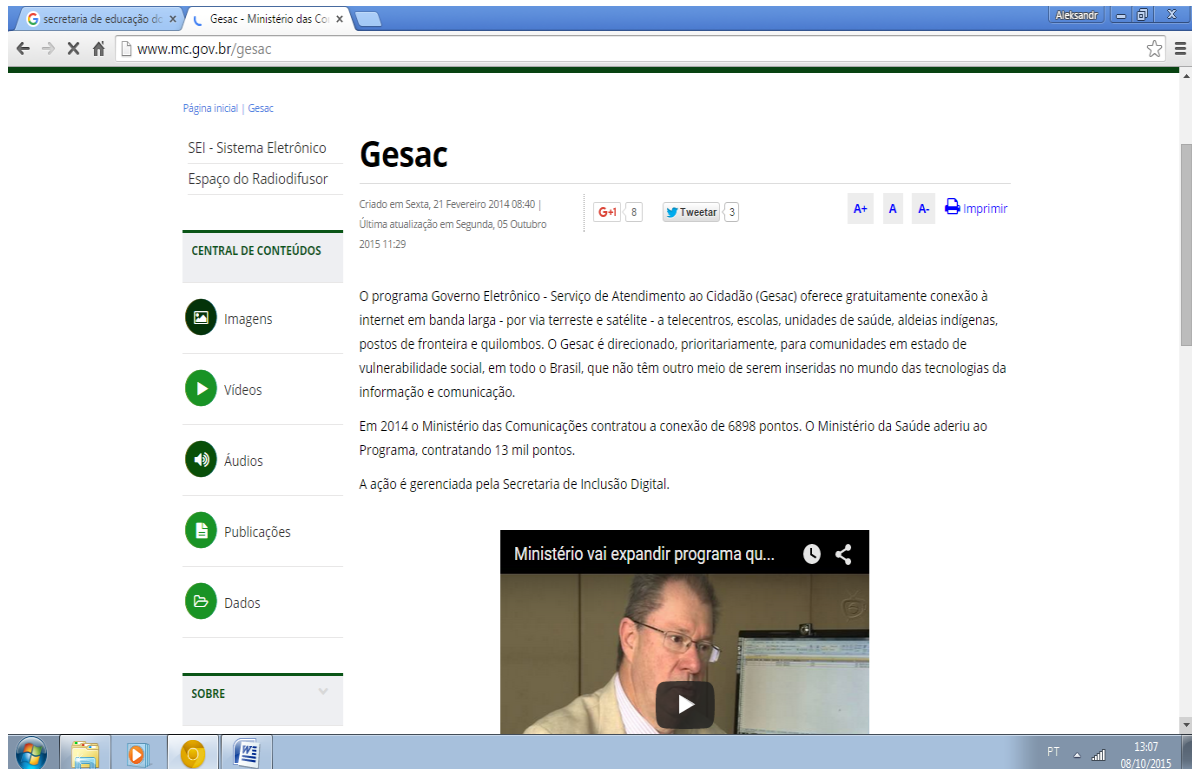 secretaria de educação do
Gesac - Ministério das Co
Aleksandr
www.mc.gov.br/gesac
Página inicial | Gesac
SEI - Sistema Eletrônico
Espaço do Radiodifusor
CENTRAL DE CONTEÚDOS
Imagens
Vídeos
Áudios
Publicações
Dados
SOBRE
Gesac
Criado em Sexta, 21 Fevereiro 2014 08:40 |
Última atualização em Segunda, 05 Outubro
2015 11:29
G+1 8
Tweetar 3
A+ A A- Imprimir
O programa Governo Eletrônico - Serviço de Atendimento ao Cidadão (Gesac) oferece gratuitamente conexão à
internet em banda larga - por via terreste e satélite - a telecentros, escolas, unidades de saúde, aldeias indígenas,
postos de fronteira e quilombos. O Gesac é direcionado, prioritariamente, para comunidades em estado de
vulnerabilidade social, em todo o Brasil, que não têm outro meio de serem inseridas no mundo das tecnologias da
informação e comunicação.
Em 2014 o Ministério das Comunicações contratou a conexão de 6898 pontos. O Ministério da Saúde aderiu ao
Programa, contratando 13 mil pontos.
A ação é gerenciada pela Secretaria de Inclusão Digital.
Ministério vai expandir programa qu...
PT
13:07
08/10/2015